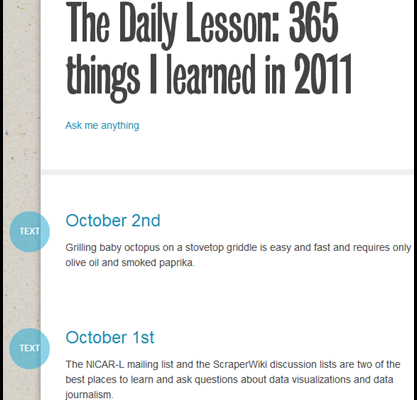 The Daily Lesson: 365
things I learned in 2011
Ask me anything
TEXT
October 2nd
Grilling baby octopus on a stovetop griddle is easy and fast and requires only
olive oil and smoked paprika.
TEXT
October 1st
The NICAR-L mailing list and the ScraperWiki discussion lists are two of the
best places to learn and ask questions about data visualizations and data
journalism.